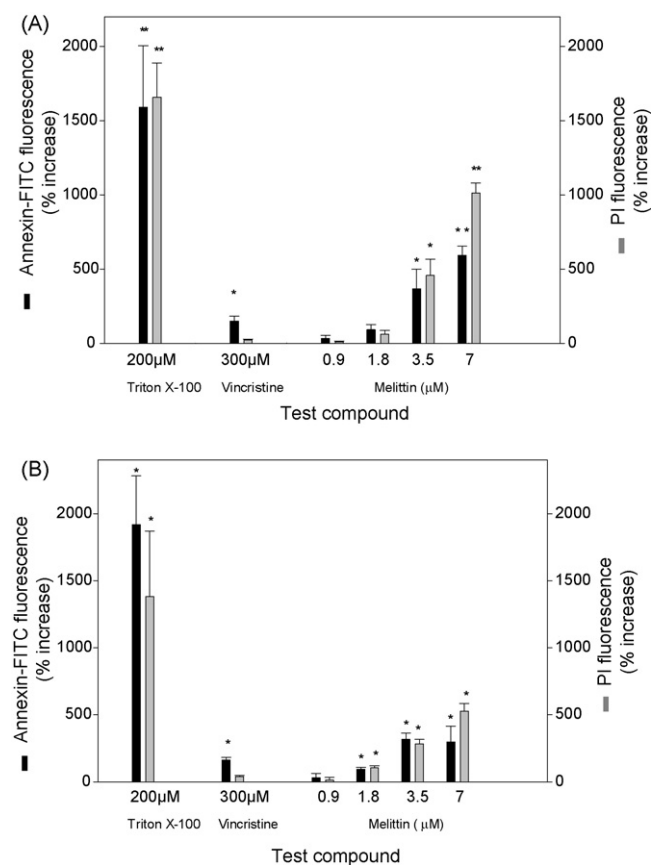 (A)
2000
1500
1000
500
0
Annexin-FITC fluorescence
(% increase)
** **
*
* *
* * **
2000
1500
1000
500
0
PI fluorescence
(% increase)
200μM 300μM 0.9 1.8 3.5 7
Triton X-100 Vincristine Melittin (μM)
Test compound
(B)
2000
1500
1000
500
0
Annexin-FITC fluorescence
(% increase)
* *
*
* *
* *
* *
2000
1500
1000
500
0
PI fluorescence
(% increase)
200μM 300μM 0.9 1.8 3.5 7
Triton X-100 Vincristine Melittin ( μM)
Test compound